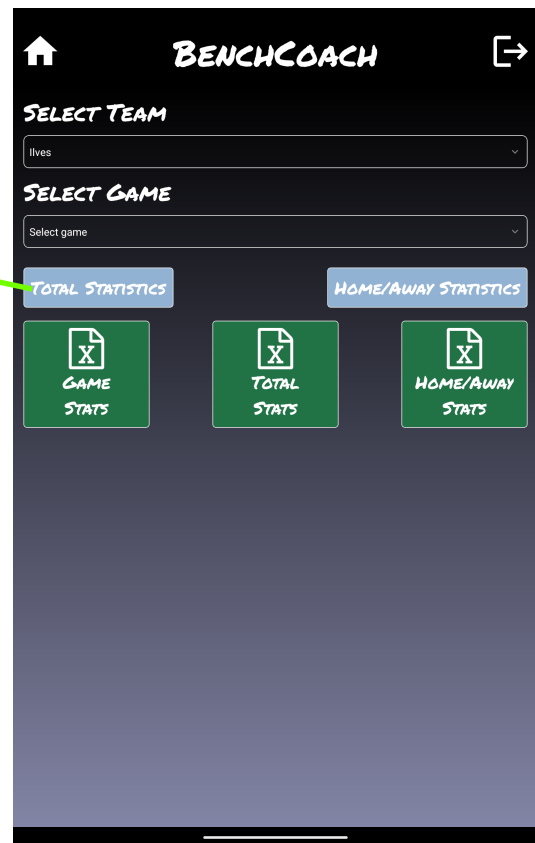 BenchCoach
Select Team
Ilves
Select Game
Select game
Total Statistics
Home/Away Statistics
X
Game
Stats
X
Total
Stats
X
Home/Away
Stats